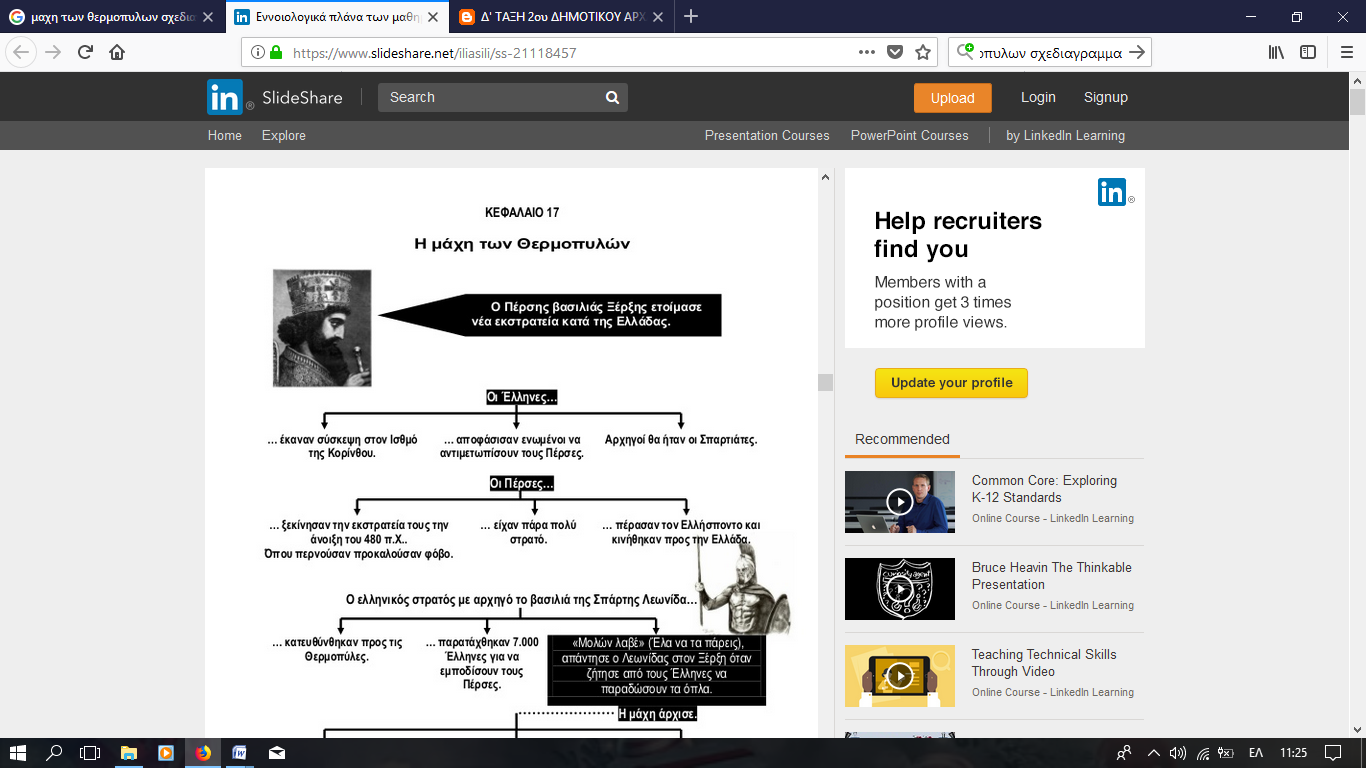 μαχη των θερμοπυλων σχεδια
Εννοιολογικά πλάνα των μαθη
Δ' ΤΑΞΗ 2ου ΔΗΜΟΤΙΚΟΥ ΑΡΧ
https://www.slideshare.net/iliasili/ss-21118457
οπυλων σχεδιαγραμμα
in SlideShare
Search
Upload
Login
Signup
Home
Explore
Presentation Courses
PowerPoint Courses
by LinkedIn Learning
ΚΕΦΑΛΑΙΟ 17
Η μάχη των Θερμοπυλών
Ο Πέρσης βασιλιάς Ξέρξης ετοίμασε
νέα εκστρατεία κατά της Ελλάδας.
Οι Έλληνες...
... έκαναν σύσκεψη στον Ισθμό
της Κορίνθου.
... αποφάσισαν ενωμένοι να
αντιμετωπίσουν τους Πέρσες.
Αρχηγοί θα ήταν οι Σπαρτιάτες.
Οι Πέρσες...
... ξεκίνησαν την εκστρατεία τους την
άνοιξη του 480 π.Χ..
Όπου περνούσαν προκαλούσαν φόβο.
... είχαν πάρα πολύ
στρατό.
... πέρασαν τον Ελλήσποντο και
κινήθηκαν προς την Ελλάδα.
Ο ελληνικός στρατός με αρχηγό το βασιλιά της Σπάρτης Λεωνίδα...
... κατευθύνθηκαν προς τις
Θερμοπύλες.
... παρατάχθηκαν 7.000
Έλληνες για να
εμποδίσουν τους
Πέρσες.
«Μολών λαβέ» (Έλα να τα πάρεις),
απάντησε ο Λεωνίδας στον Ξέρξη όταν
ζήτησε από τους Έλληνες να
παραδώσουν τα όπλα.
Η μάχη άρχισε.
in
Help recruiters
find you
Members with a
position get 3 times
more profile views.
Update your profile
Recommended
Common Core: Exploring
K-12 Standards
Online Course - LinkedIn Learning
Bruce Heavin The Thinkable
Presentation
Online Course - LinkedIn Learning
Teaching Technical Skills
Through Video
Online Course - LinkedIn Learning
ΕΛ
11:25